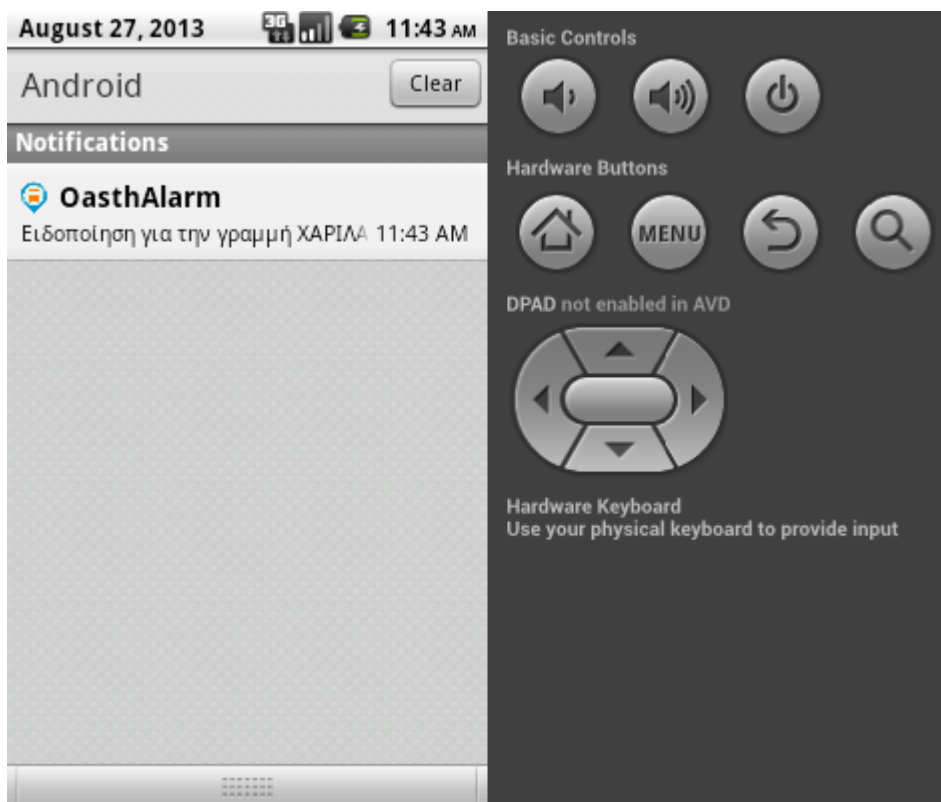 August 27, 2013 3G 11:43 AM
Android Clear
Notifications
OasthAlarm
Ειδοποίηση για την γραμμή ΧΑΡΙΛΑ 11:43 AM
Basic Controls
Hardware Buttons
MENU
DPAD not enabled in AVD
Hardware Keyboard
Use your physical keyboard to provide input